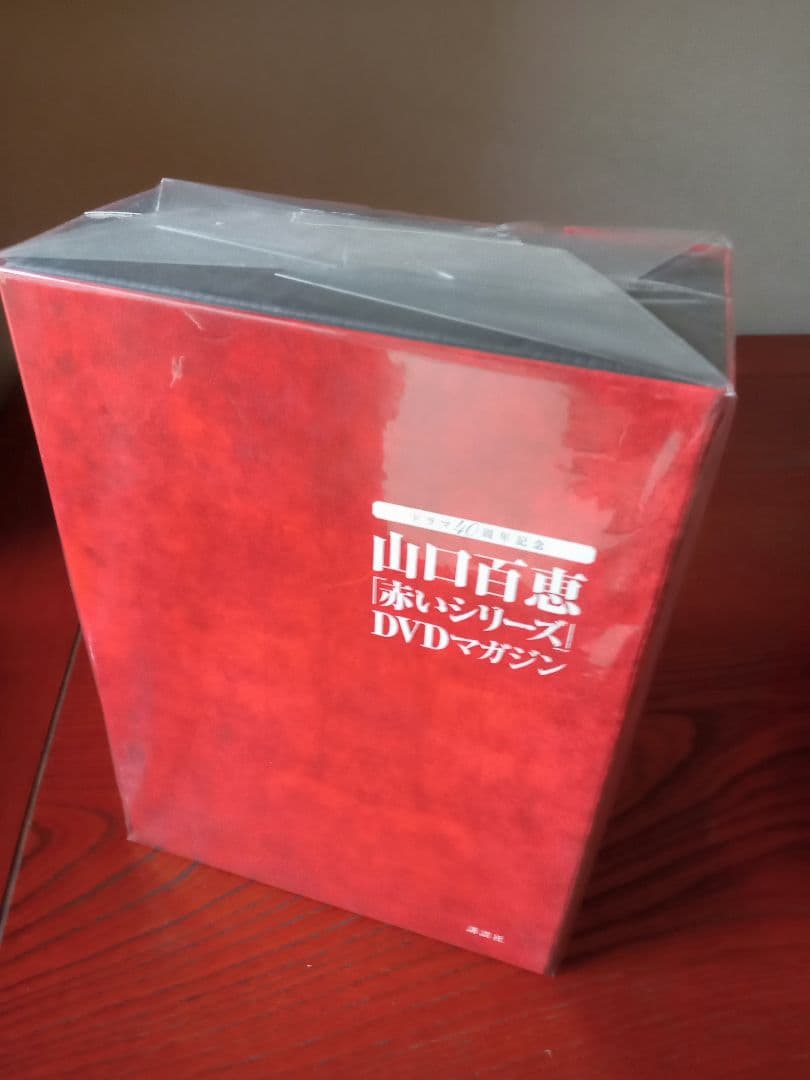 ドラマ40周年記念
山口百恵
「赤いシリーズ」
DVDマガジン
講談社